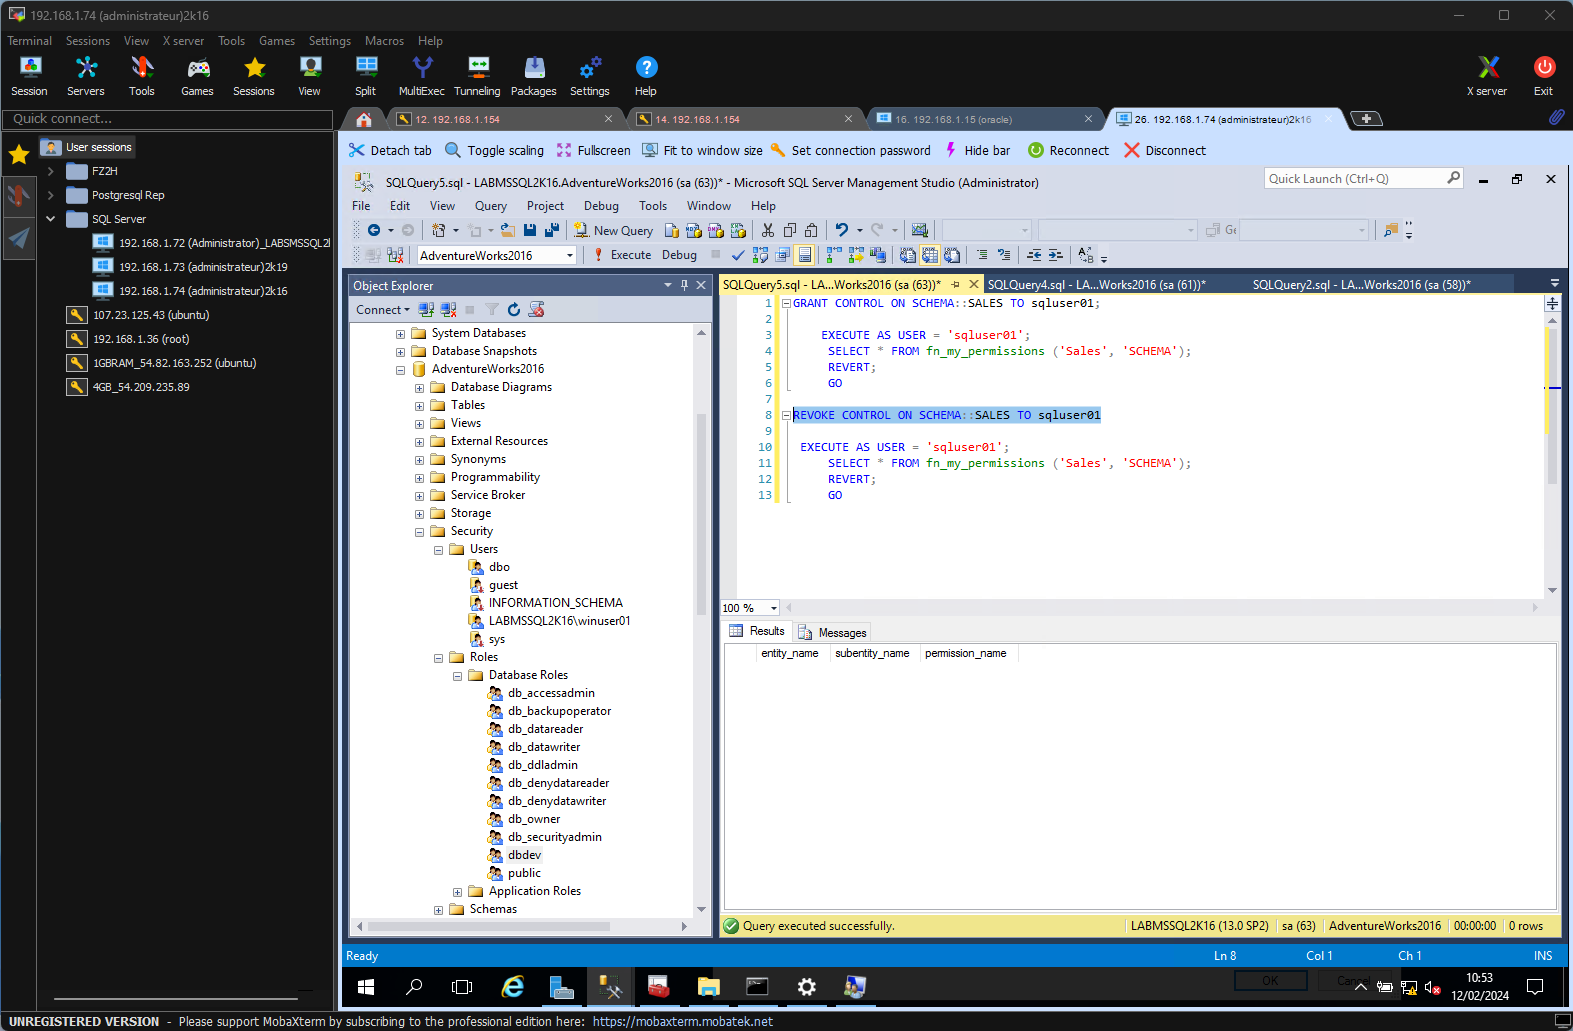 192.168.1.74 (administrateur)2k16
Terminal Sessions View X server Tools Games Settings Macros Help
Session Servers Tools Games Sessions View Split MultiExec Tunneling Packages Settings Help X server Exit
Quick connect...
12. 192.168.1.154
14. 192.168.1.154
16. 192.168.1.15 (oracle)
26. 192.168.1.74 (administrateur)2k16
User sessions
FZ2H
Postgresql Rep
SQL Server
192.168.1.72 (Administrator)_LABSMSSQL2
192.168.1.73 (administrateur)2k19
192.168.1.74 (administrateur)2k16
107.23.125.43 (ubuntu)
192.168.1.36 (root)
1GBRAM_54.82.163.252 (ubuntu)
4GB_54.209.235.89
Detach tab Toggle scaling Fullscreen Fit to window size Set connection password Hide bar Reconnect Disconnect
SQLQuery5.sql - LABMSSQL2K16.AdventureWorks2016 (sa (63))* - Microsoft SQL Server Management Studio (Administrator)
Quick Launch (Ctrl+Q)
File Edit View Query Project Debug Tools Window Help
New Query
MDX DMX
Ge
AdventureWorks2016
Execute Debug
Object Explorer
Connect
System Databases
Database Snapshots
AdventureWorks2016
Database Diagrams
Tables
Views
External Resources
Synonyms
Programmability
Service Broker
Storage
Security
Users
dbo
guest
INFORMATION_SCHEMA
LABMSSQL2K16\winuser01
sys
Roles
Database Roles
db_accessadmin
db_backupoperator
db_datareader
db_datawriter
db_ddladmin
db_denydatareader
db_denydatawriter
db_owner
db_securityadmin
dbdev
public
Application Roles
Schemas
SQLQuery5.sql - LA...Works2016 (sa (63))*
SQLQuery4.sql - LA...Works2016 (sa (61))*
SQLQuery2.sql - LA...Works2016 (sa (58))*
1 GRANT CONTROL ON SCHEMA::SALES TO sqluser01;
2
3 EXECUTE AS USER = 'sqluser01';
4 SELECT * FROM fn_my_permissions ('Sales', 'SCHEMA');
5 REVERT;
6 GO
7
8 REVOKE CONTROL ON SCHEMA::SALES TO sqluser01
9
10 EXECUTE AS USER = 'sqluser01';
11 SELECT * FROM fn_my_permissions ('Sales', 'SCHEMA');
12 REVERT;
13 GO
100 %
Results Messages
entity_name subentity_name permission_name
Query executed successfully.
LABMSSQL2K16 (13.0 SP2) sa (63) AdventureWorks2016 00:00:00 0 rows
Ready Ln 8 Col 1 Ch 1 INS
OK Cancel
10:53
12/02/2024
UNREGISTERED VERSION - Please support MobaXterm by subscribing to the professional edition here: https://mobaxterm.mobatek.net